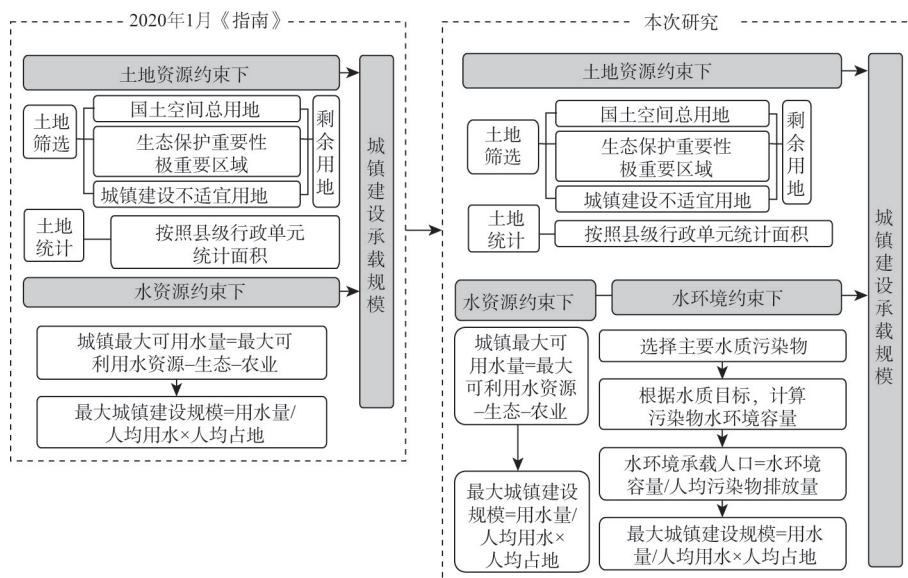 2020年1月《指南》
土地资源约束下
土地
筛选
国土空间总用地
生态保护重要性
极重要区域
城镇建设不适宜用地
剩余用地
土地
统计
按照县级行政单元
统计面积
水资源约束下
城镇最大可用水量=最大可
利用水资源–生态–农业
最大城镇建设规模=用水量/
人均用水×人均占地
城镇建设承载规模
本次研究
土地资源约束下
土地
筛选
国土空间总用地
生态保护重要性
极重要区域
城镇建设不适宜用地
剩余用地
土地
统计
按照县级行政单元统计面积
水资源约束下
城镇最大可
用水量=最大
可利用水资源
–生态–农业
最大城镇建设
规模=用水量/
人均用水×
人均占地
水环境约束下
选择主要水质污染物
根据水质目标，计算
污染物水环境容量
水环境承载人口=水环境
容量/人均污染物排放量
最大城镇建设规模=用水
量/人均用水×人均占地
城镇建设承载规模